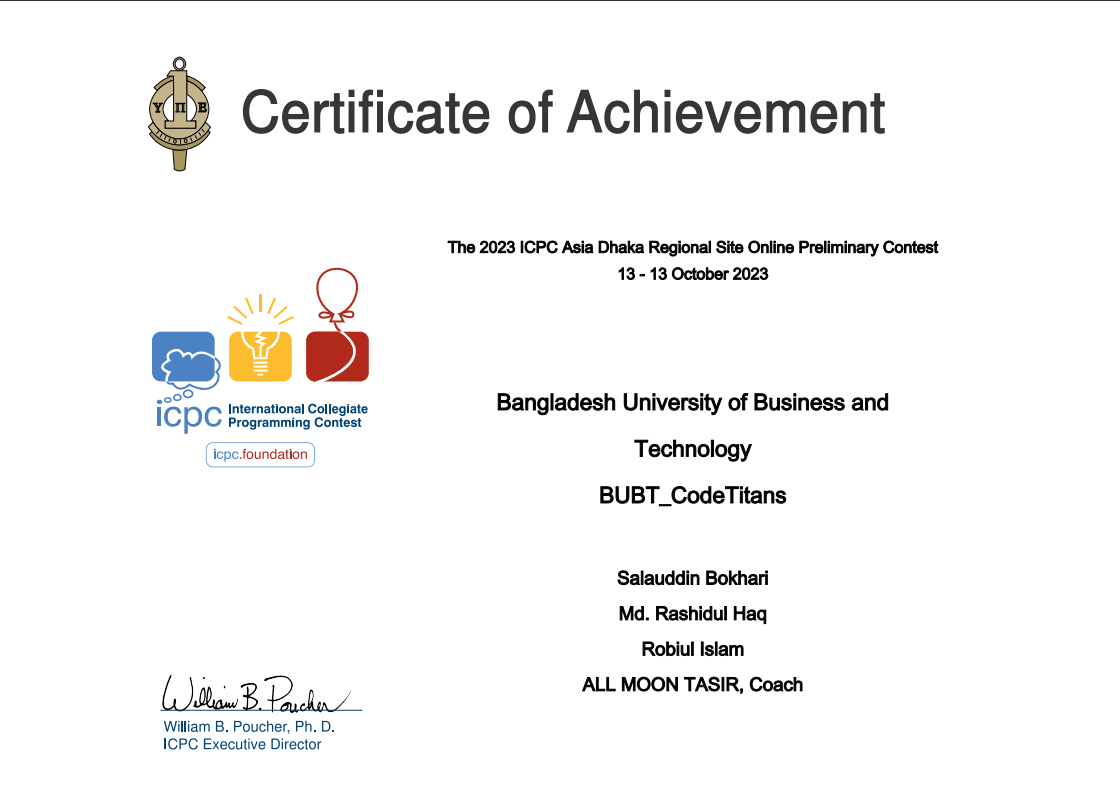 Υ Π Ε
Certificate of Achievement
The 2023 ICPC Asia Dhaka Regional Site Online Preliminary Contest
13 - 13 October 2023
icpc International Collegiate
Programming Contest
icpc.foundation
Bangladesh University of Business and
Technology
BUBT_CodeTitans
Salauddin Bokhari
Md. Rashidul Haq
Robiul Islam
ALL MOON TASIR, Coach
William B. Poucher
William B. Poucher, Ph. D.
ICPC Executive Director